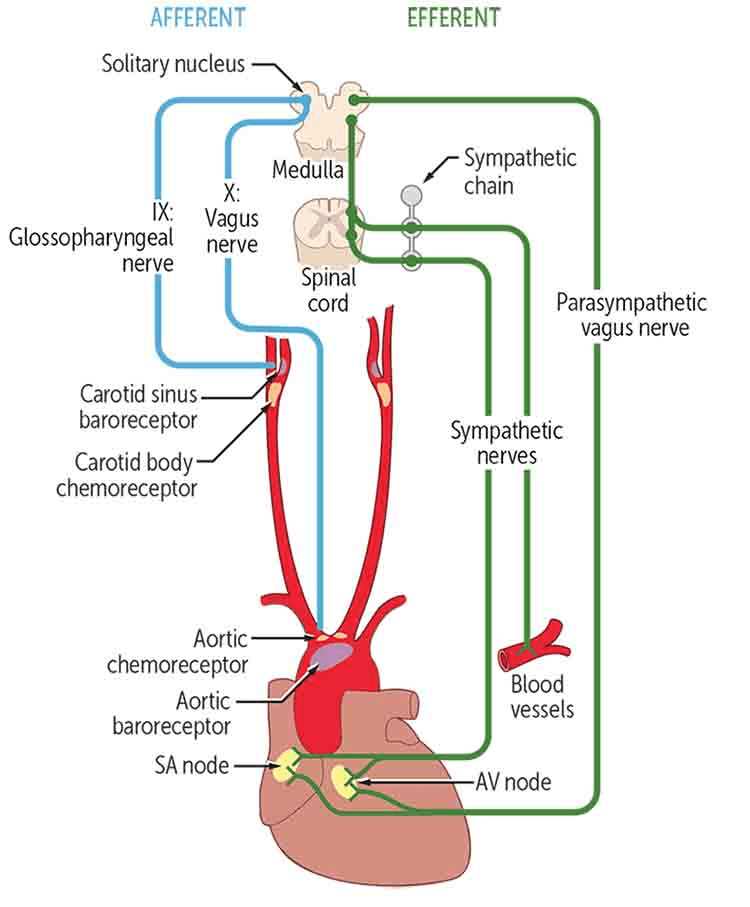 AFFERENT
EFFERENT
Solitary nucleus
Medulla
Sympathetic
chain
IX:
Glossopharyngeal
nerve
X:
Vagus
nerve
Spinal
cord
Parasympathetic
vagus nerve
Carotid sinus
baroreceptor
Carotid body
chemoreceptor
Sympathetic
nerves
Aortic
chemoreceptor
Aortic
baroreceptor
Blood
vessels
SA node
AV node